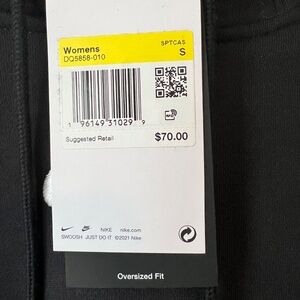 Womens SPTCAS
DQ5858-010 S
1 96149 31029 9
Suggested Retail $70.00
NIKE nike.com
SWOOSH JUST DO IT ©2021 Nike
Oversized Fit